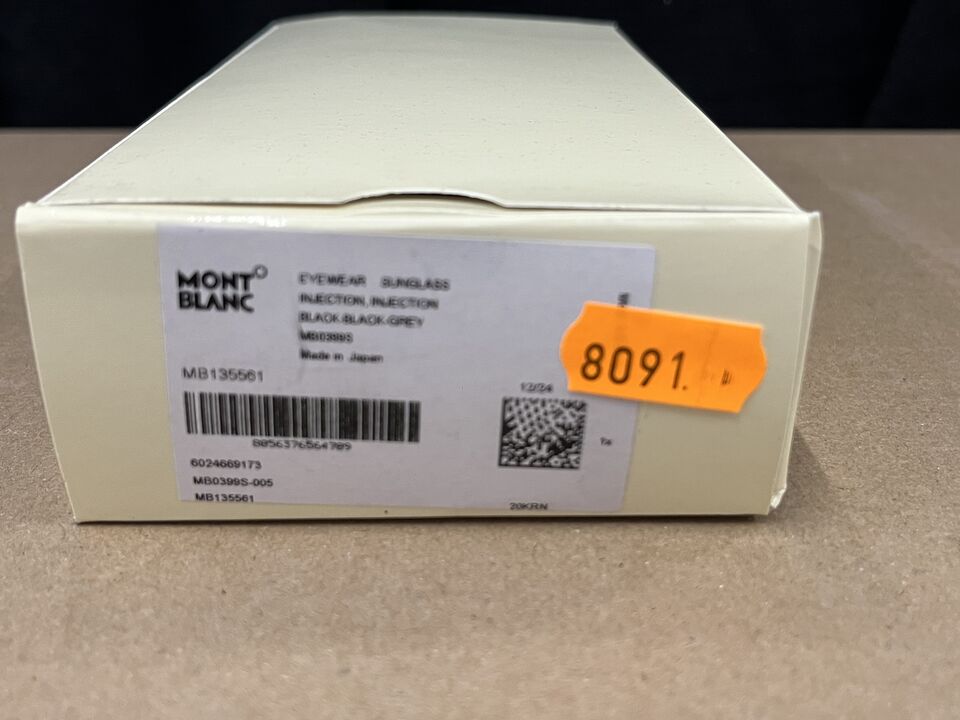 MONT
BLANC
EYEWEAR SUNGLASS
INJECTION, INJECTION
BLACK-BLACK-GREY
MB0399S
Made in Japan
8091.
MB135561
12/24
8056376564789
6024669173
MB0399S-005
MB135561
20KRN